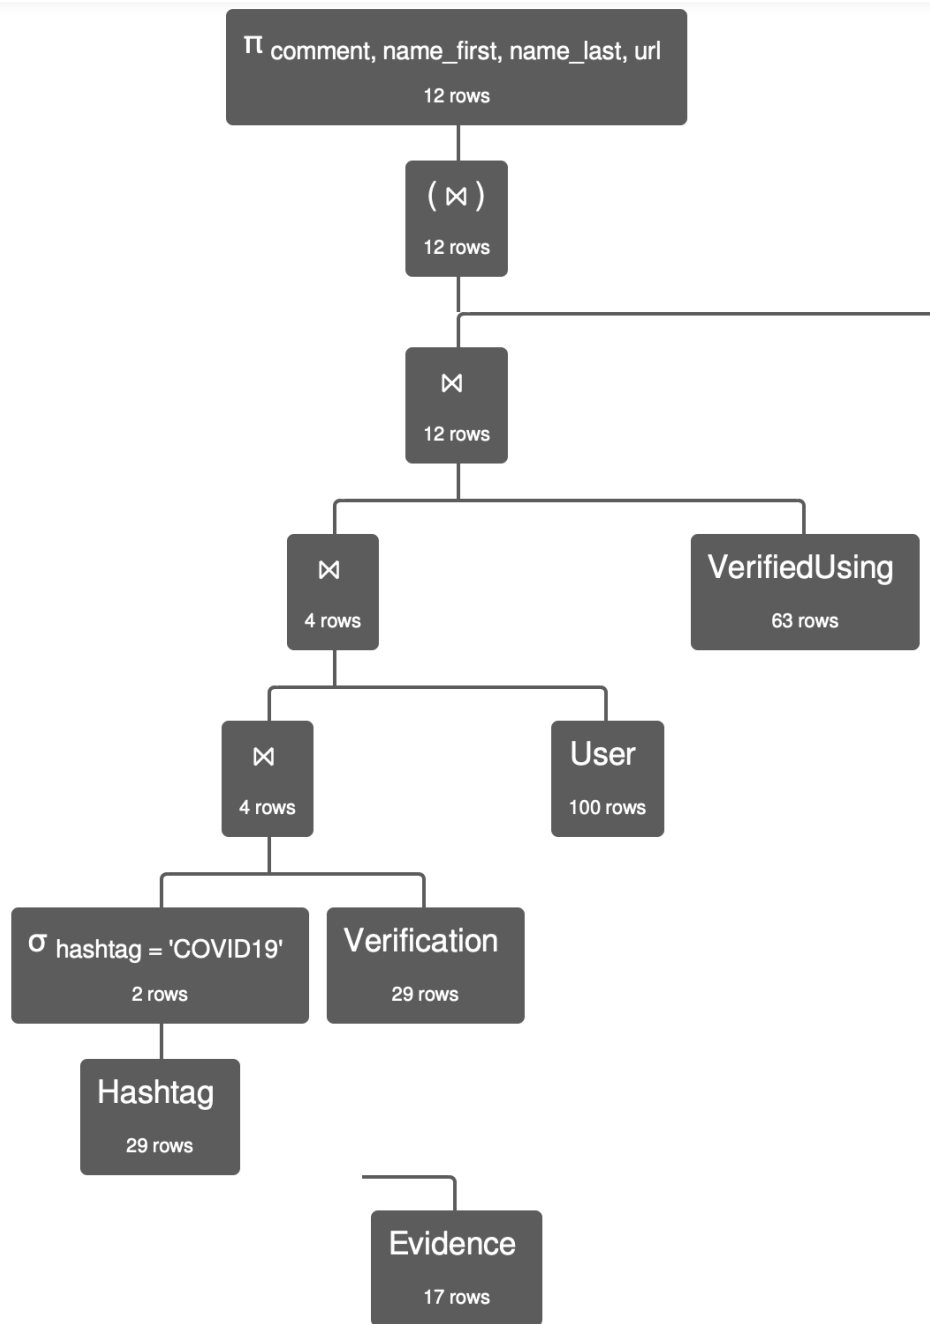 π comment, name_first, name_last, url
12 rows
( ⋈ )
12 rows
⋈
12 rows
⋈
4 rows
VerifiedUsing
63 rows
⋈
4 rows
User
100 rows
σ hashtag = 'COVID19'
2 rows
Verification
29 rows
Hashtag
29 rows
Evidence
17 rows